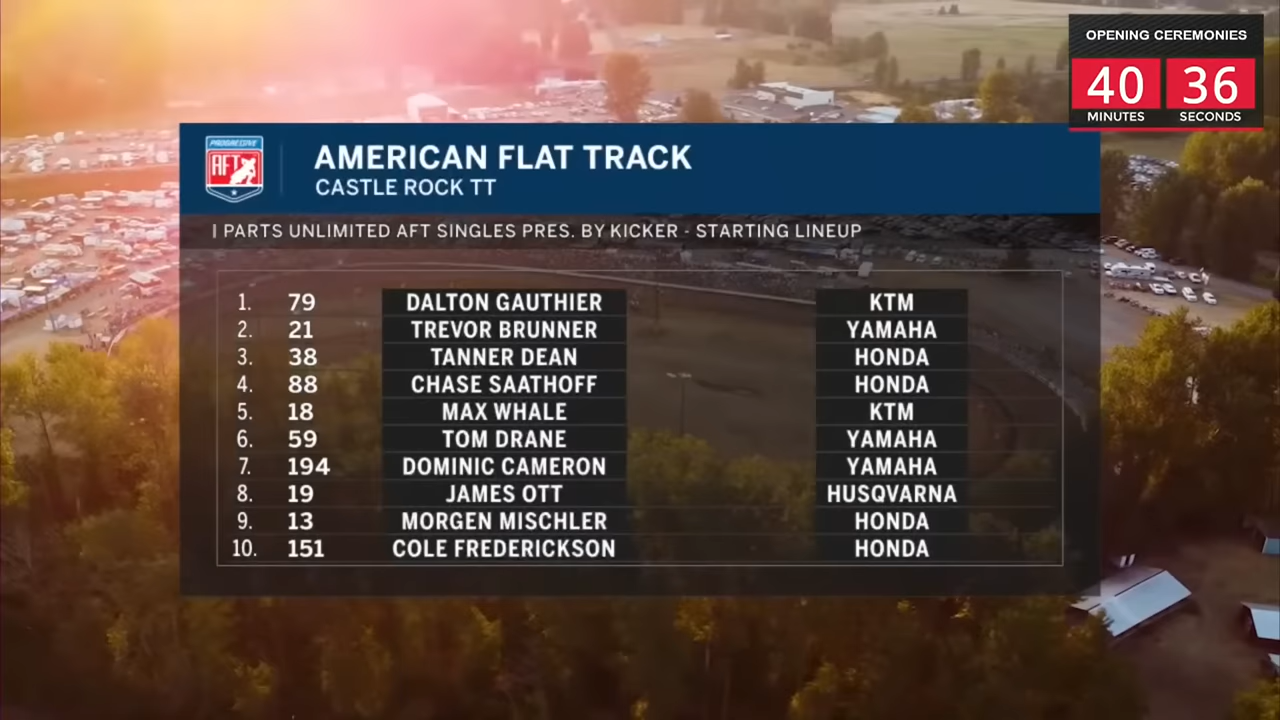 OPENING CEREMONIES
40 36
MINUTES SECONDS
PROGRESSIVE
AFT
AMERICAN FLAT TRACK
CASTLE ROCK TT
| PARTS UNLIMITED AFT SINGLES PRES. BY KICKER - STARTING LINEUP
1. 79 DALTON GAUTHIER KTM
2. 21 TREVOR BRUNNER YAMAHA
3. 38 TANNER DEAN HONDA
4. 88 CHASE SAATHOFF HONDA
5. 18 MAX WHALE KTM
6. 59 TOM DRANE YAMAHA
7. 194 DOMINIC CAMERON YAMAHA
8. 19 JAMES OTT HUSQVARNA
9. 13 MORGEN MISCHLER HONDA
10. 151 COLE FREDERICKSON HONDA